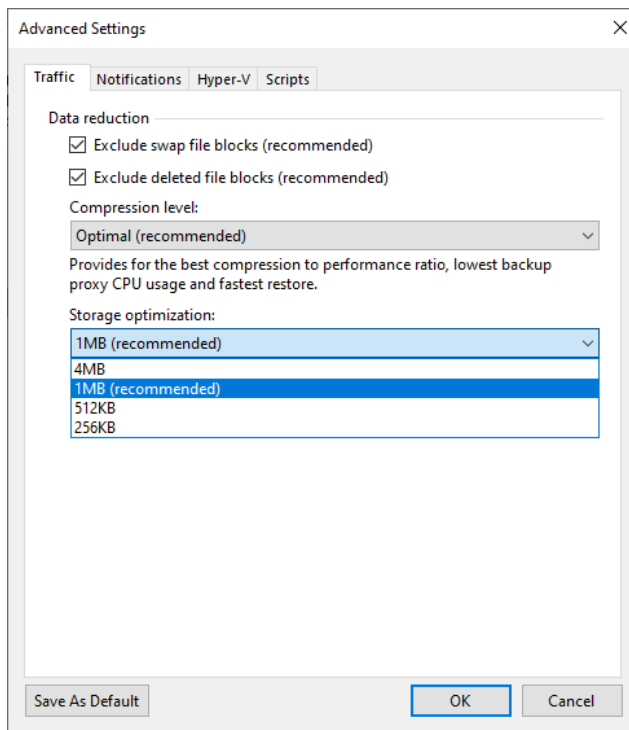 Advanced Settings
Traffic Notifications Hyper-V Scripts
Data reduction
Exclude swap file blocks (recommended)
Exclude deleted file blocks (recommended)
Compression level:
Optimal (recommended)
Provides for the best compression to performance ratio, lowest backup
proxy CPU usage and fastest restore.
Storage optimization:
1MB (recommended)
4MB
1MB (recommended)
512KB
256KB
Save As Default OK Cancel